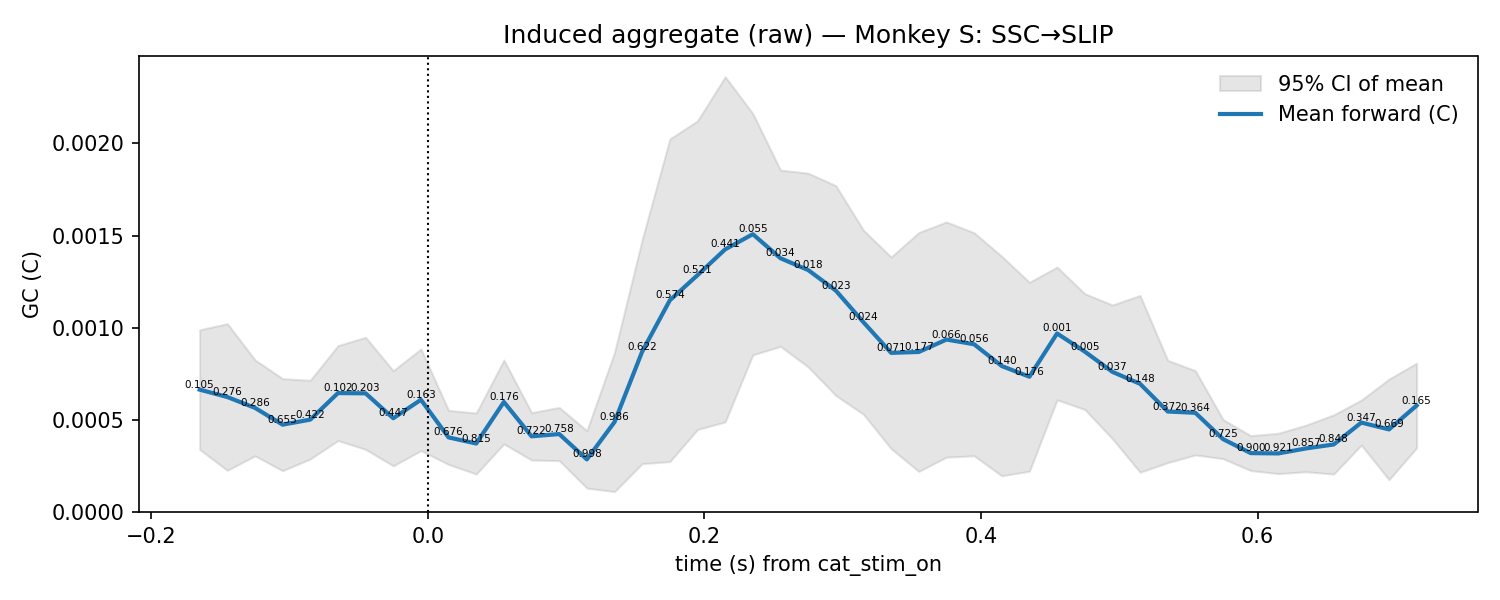 Induced aggregate (raw) — Monkey S: SSC→SLIP
95% CI of mean
Mean forward (C)
GC (C)
0.0020
0.0015
0.0010
0.0005
0.0000
0.105 0.276 0.286 0.655 0.422 0.102 0.203 0.447 0.163 0.676 0.815 0.176 0.722 0.758 0.998 0.986 0.622 0.574 0.521 0.441 0.055 0.034 0.018 0.023 0.024 0.071 0.177 0.066 0.056 0.140 0.176 0.001 0.005 0.037 0.148 0.372 0.364 0.725 0.900 0.921 0.857 0.848 0.347 0.669 0.165
−0.2 0.0 0.2 0.4 0.6
time (s) from cat_stim_on